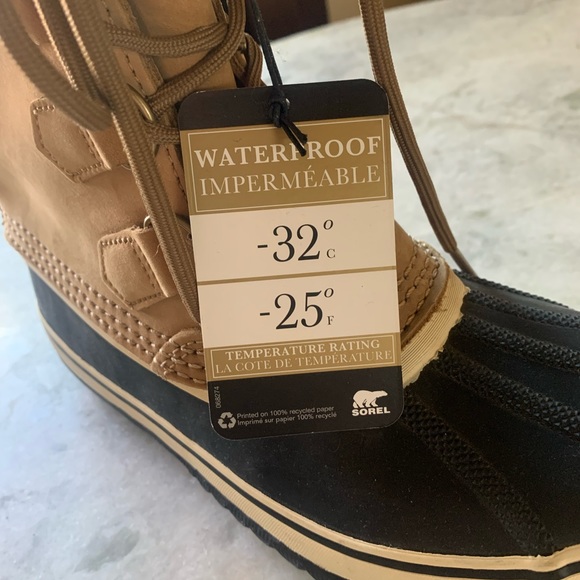 WATERPROOF
IMPERMÉABLE
-32° C
-25° F
TEMPERATURE RATING
LA COTE DE TEMPÉRATURE
068274
Printed on 100% recycled paper
Imprimé sur papier 100% recyclé
SOREL